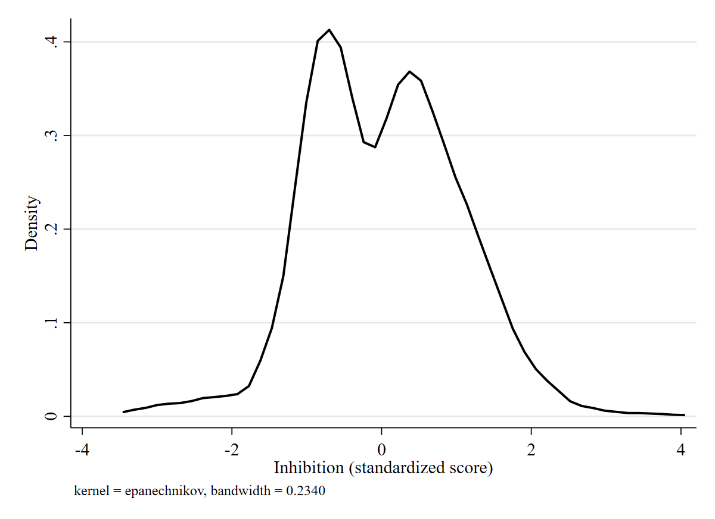 Density
.4
.3
.2
.1
0
-4 -2 0 2 4
Inhibition (standardized score)
kernel = epanechnikov, bandwidth = 0.2340